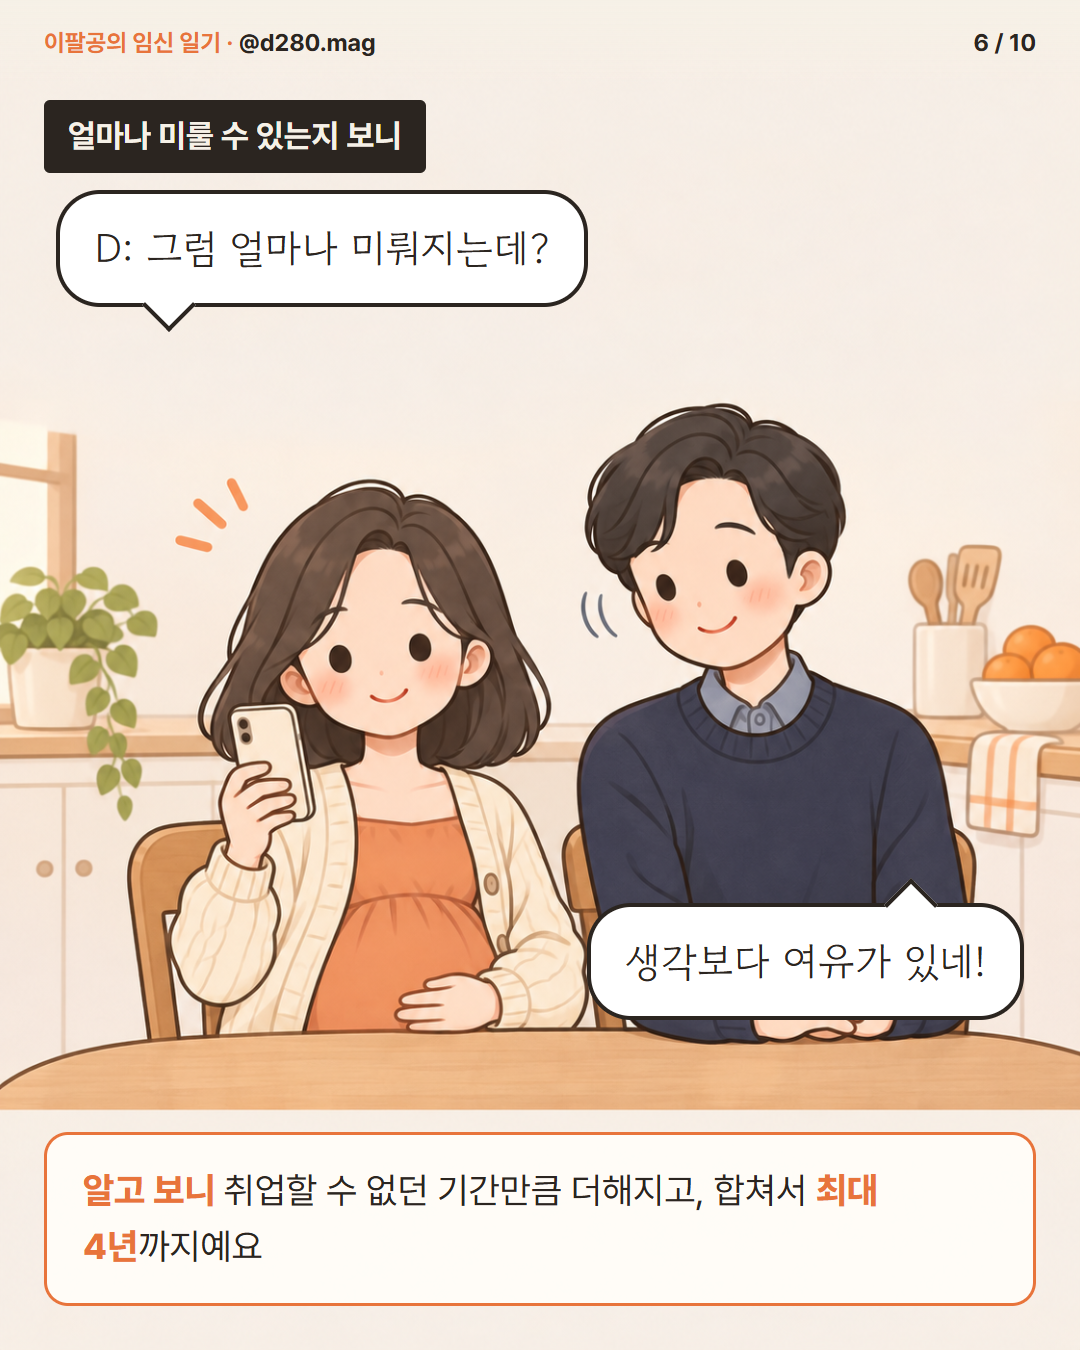 이팔공의 임신 일기 · @d280.mag
6 / 10
얼마나 미룰 수 있는지 보니
D: 그럼 얼마나 미뤄지는데?
생각보다 여유가 있네!
알고 보니 취업할 수 없던 기간만큼 더해지고, 합쳐서 최대
4년까지예요